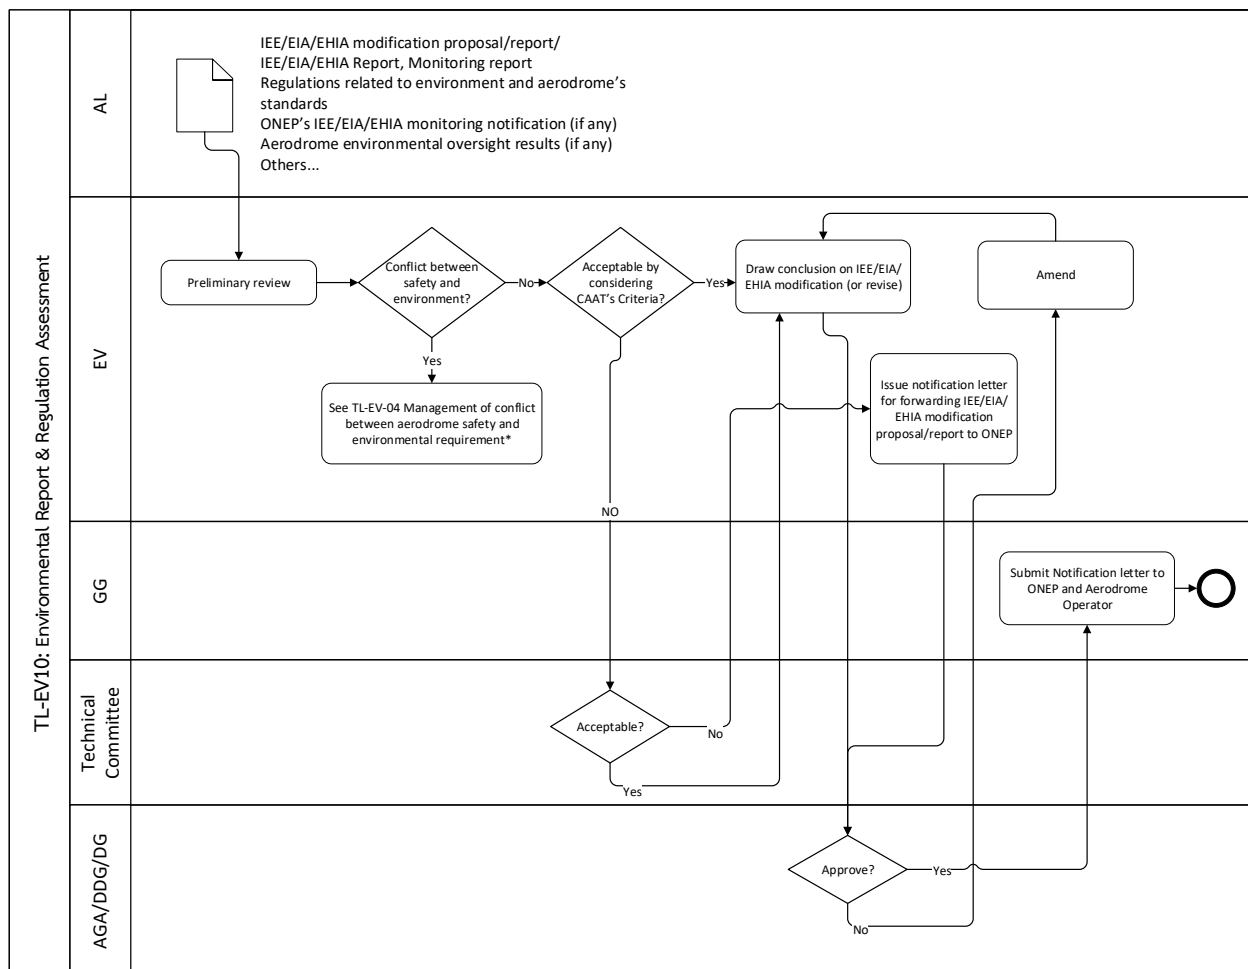 TL-EV10: Environmental Report & Regulation Assessment
AL
IEE/EIA/EHIA modification proposal/report/
IEE/EIA/EHIA Report, Monitoring report
Regulations related to environment and aerodrome's
standards
ONEP's IEE/EIA/EHIA monitoring notification (if any)
Aerodrome environmental oversight results (if any)
Others...
EV
Preliminary review
Conflict between
safety and
environment?
No
Acceptable by
considering
CAAT's Criteria?
Yes
Draw conclusion on IEE/EIA/
EHIA modification (or revise)
Amend
Yes
See TL-EV-04 Management of conflict
between aerodrome safety and
environmental requirement*
Issue notification letter
for forwarding IEE/EIA/
EHIA modification
proposal/report to ONEP
NO
GG
Submit Notification letter to
ONEP and Aerodrome
Operator
Technical
Committee
Acceptable?
No
Yes
AGA/DDG/DG
Approve?
Yes
No